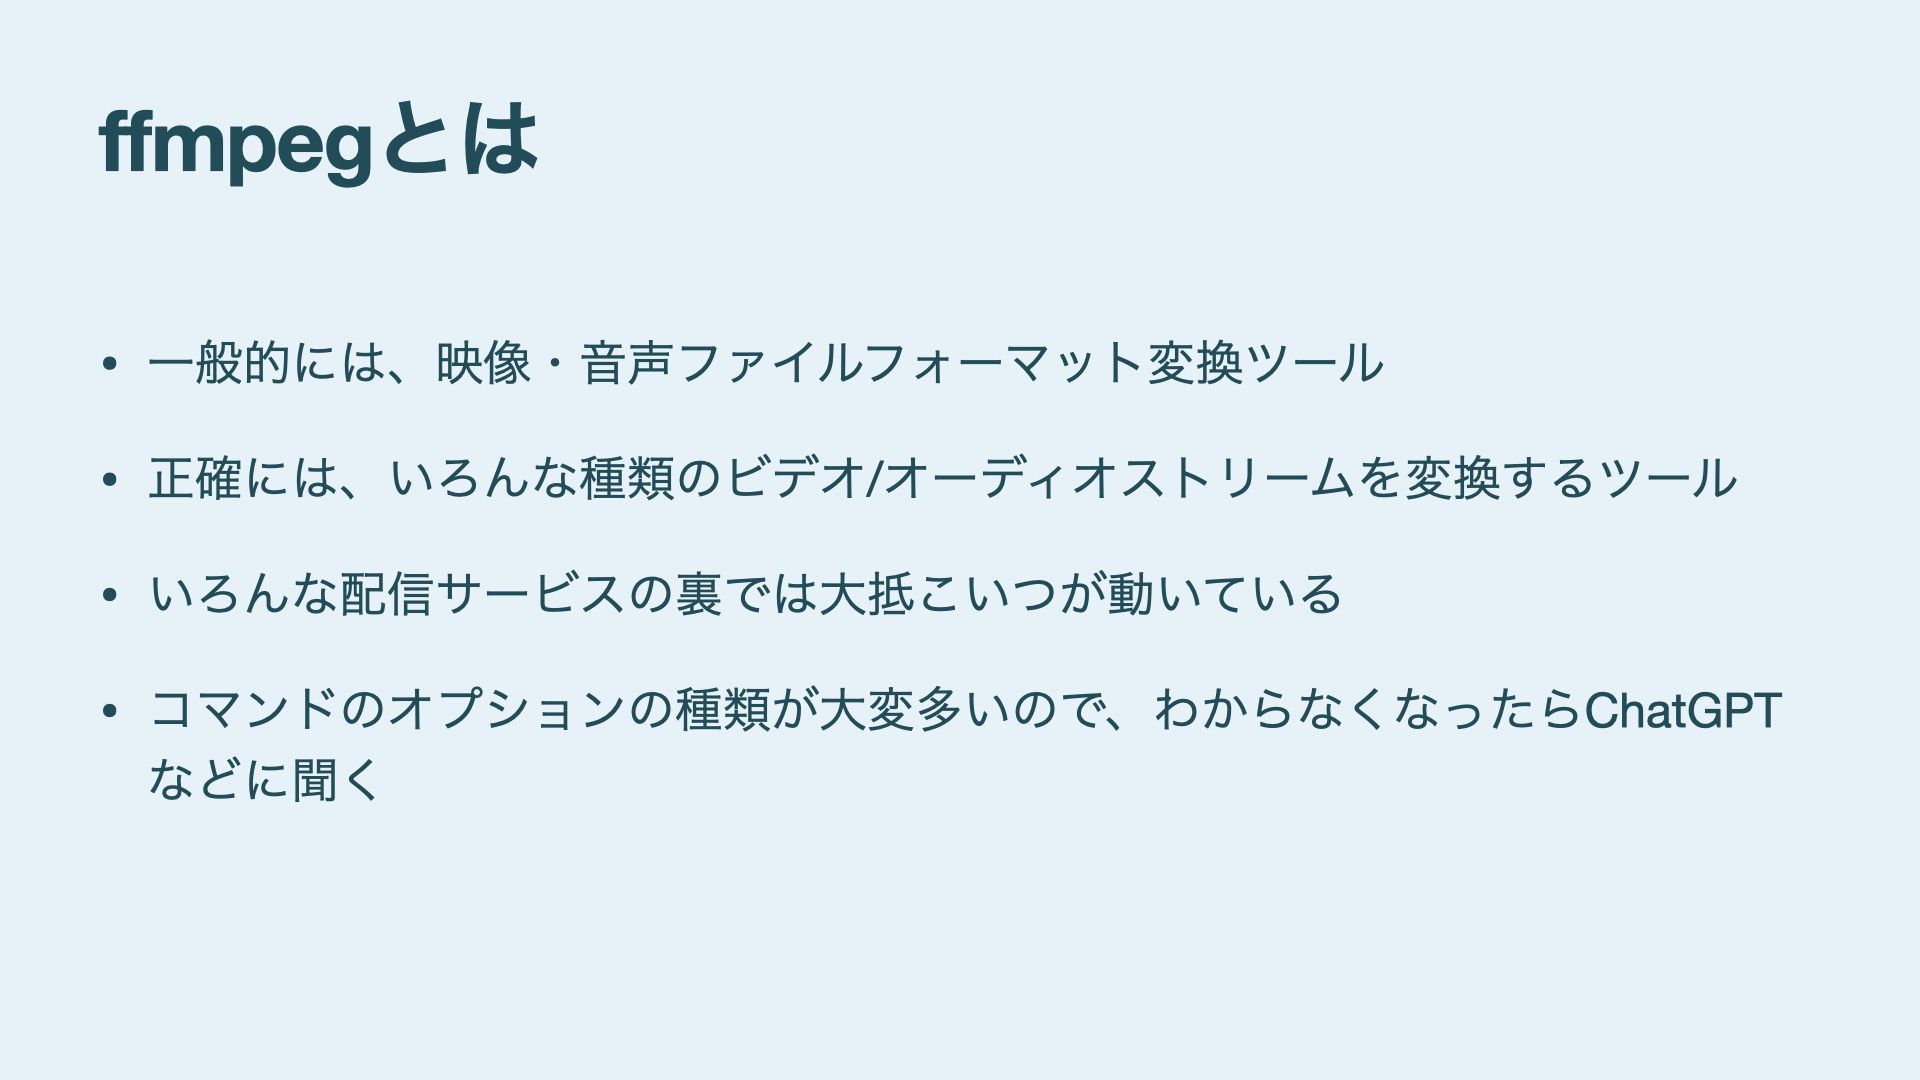 ffmpegとは
• 一般的には、映像・音声ファイルフォーマット変換ツール
• 正確には、いろんな種類のビデオ/オーディオストリームを変換するツール
• いろんな配信サービスの裏では大抵こいつが動いている
• コマンドのオプションの種類が大変多いので、わからなくなったらChatGPT
などに聞く